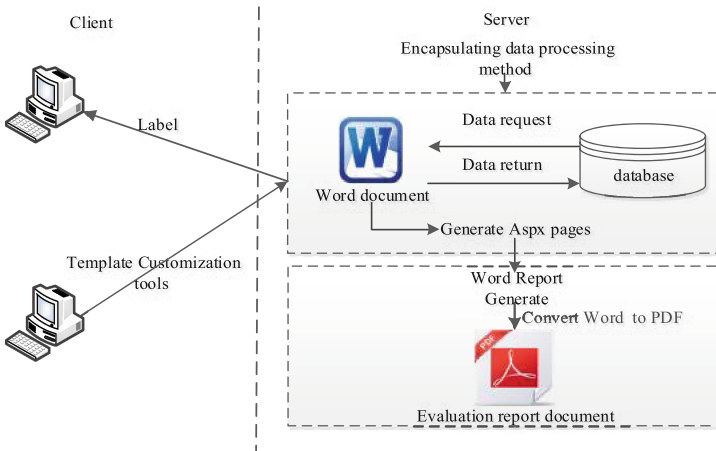 Client
Server
Encapsulating data processing
method
Label
W
Data request
Data return
database
Word document
Generate Aspx pages
Template Customization
tools
Word Report
Generate
Convert Word to PDF
PDF
Evaluation report document